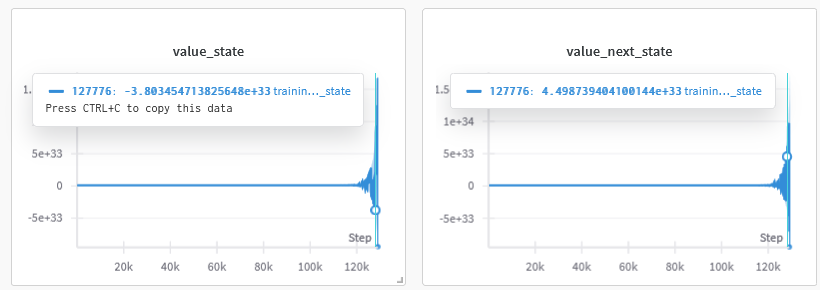 value_state
127776: -3.803454713825648e+33 trainin..._state
Press CTRL+C to copy this data
1.
5e+33
0
-5e+33
Step
20k
40k
60k
80k
100k
120k
value_next_state
127776: 4.498739404100144e+33 trainin..._state
1.5
1e+34
5e+33
0
-5e+33
Step
20k
40k
60k
80k
100k
120k